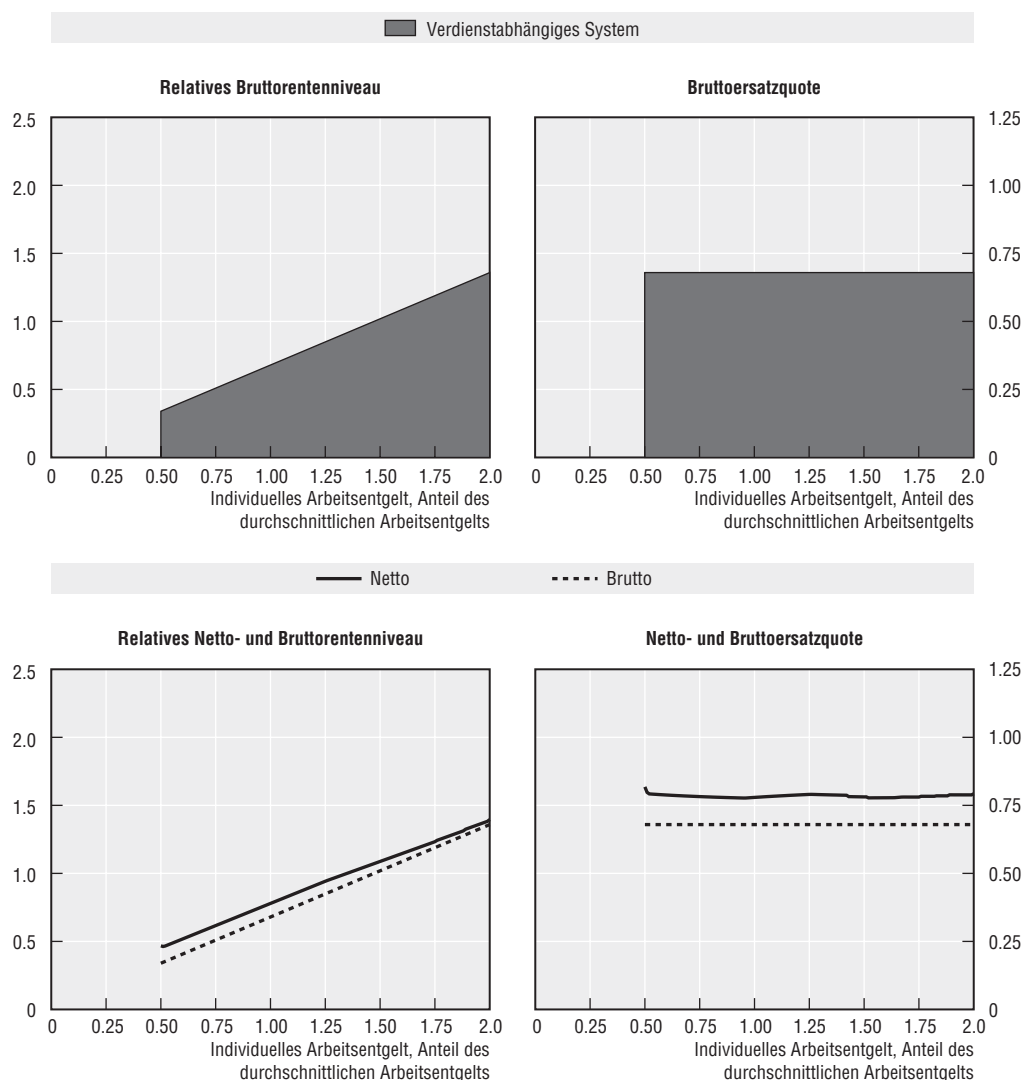 Verdienstabhängiges System
Relatives Bruttorentenniveau
Bruttoersatzquote
2.5
2.0
1.5
1.0
0.5
0
0 0.25 0.50 0.75 1.00 1.25 1.50 1.75 2.0
Individuelles Arbeitsentgelt, Anteil des
durchschnittlichen Arbeitsentgelts
1.25
1.00
0.75
0.50
0.25
0
0 0.25 0.50 0.75 1.00 1.25 1.50 1.75 2.0
Individuelles Arbeitsentgelt, Anteil des
durchschnittlichen Arbeitsentgelts
Netto Brutto
Relatives Netto- und Bruttorentenniveau
Netto- und Bruttoersatzquote
2.5
2.0
1.5
1.0
0.5
0
0 0.25 0.50 0.75 1.00 1.25 1.50 1.75 2.0
Individuelles Arbeitsentgelt, Anteil des
durchschnittlichen Arbeitsentgelts
1.25
1.00
0.75
0.50
0.25
0
0 0.25 0.50 0.75 1.00 1.25 1.50 1.75 2.0
Individuelles Arbeitsentgelt, Anteil des
durchschnittlichen Arbeitsentgelts